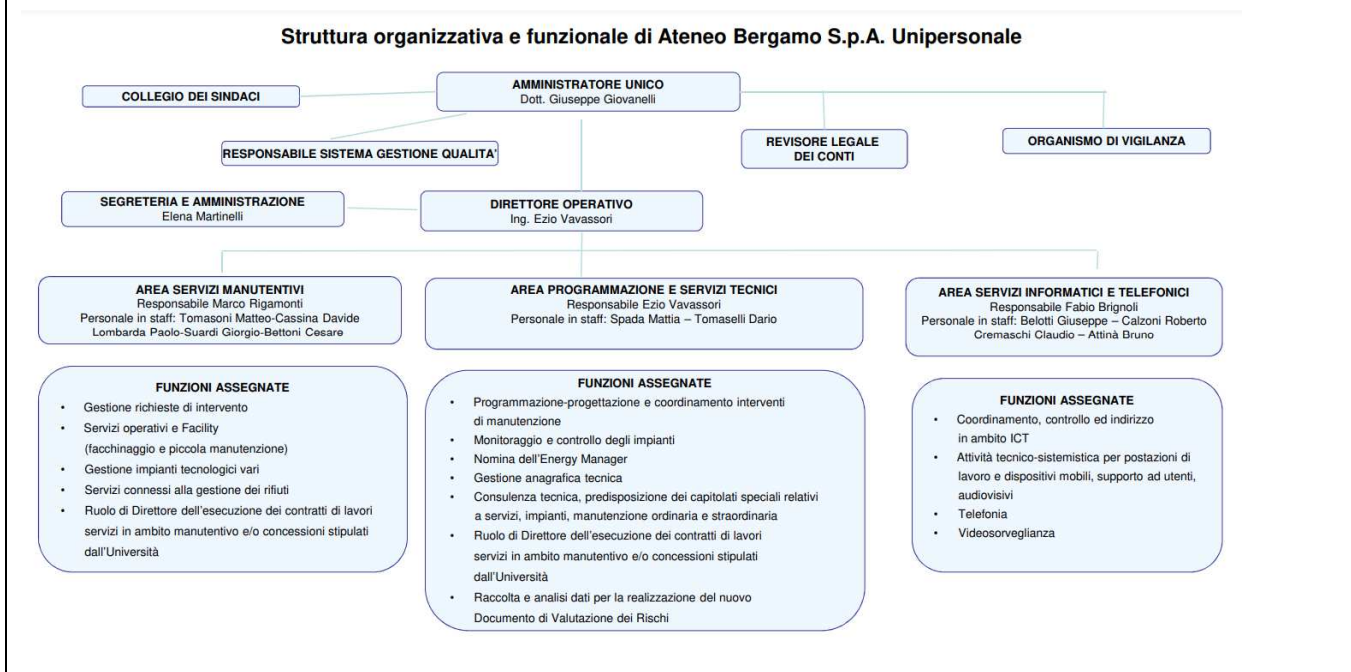 Struttura organizzativa e funzionale di Ateneo Bergamo S.p.A. Unipersonale
AMMINISTRATORE UNICO
Dott. Giuseppe Giovanelli
COLLEGIO DEI SINDACI
RESPONSABILE SISTEMA GESTIONE QUALITA'
REVISORE LEGALE
DEI CONTI
ORGANISMO DI VIGILANZA
SEGRETERIA E AMMINISTRAZIONE
Elena Martinelli
DIRETTORE OPERATIVO
Ing. Ezio Vavassori
AREA SERVIZI MANUTENTIVI
Responsabile Marco Rigamonti
Personale in staff: Tomasoni Matteo-Cassina Davide
Lombarda Paolo-Suardi Giorgio-Bettoni Cesare
AREA PROGRAMMAZIONE E SERVIZI TECNICI
Responsabile Ezio Vavassori
Personale in staff: Spada Mattia – Tomaselli Dario
AREA SERVIZI INFORMATICI E TELEFONICI
Responsabile Fabio Brignoli
Personale in staff: Belotti Giuseppe – Calzoni Roberto
Cremaschi Claudio – Attinà Bruno
FUNZIONI ASSEGNATE
• Gestione richieste di intervento
• Servizi operativi e Facility
(facchinaggio e piccola manutenzione)
• Gestione impianti tecnologici vari
• Servizi connessi alla gestione dei rifiuti
• Ruolo di Direttore dell'esecuzione dei contratti di lavori
servizi in ambito manutentivo e/o concessioni stipulati
dall'Università
FUNZIONI ASSEGNATE
• Programmazione-progettazione e coordinamento interventi
di manutenzione
• Monitoraggio e controllo degli impianti
• Nomina dell'Energy Manager
• Gestione anagrafica tecnica
• Consulenza tecnica, predisposizione dei capitolati speciali relativi
a servizi, impianti, manutenzione ordinaria e straordinaria
• Ruolo di Direttore dell'esecuzione dei contratti di lavori
servizi in ambito manutentivo e/o concessioni stipulati
dall'Università
• Raccolta e analisi dati per la realizzazione del nuovo
Documento di Valutazione dei Rischi
FUNZIONI ASSEGNATE
• Coordinamento, controllo ed indirizzo
in ambito ICT
• Attività tecnico-sistemistica per postazioni di
lavoro e dispositivi mobili, supporto ad utenti,
audiovisivi
• Telefonia
• Videosorveglianza